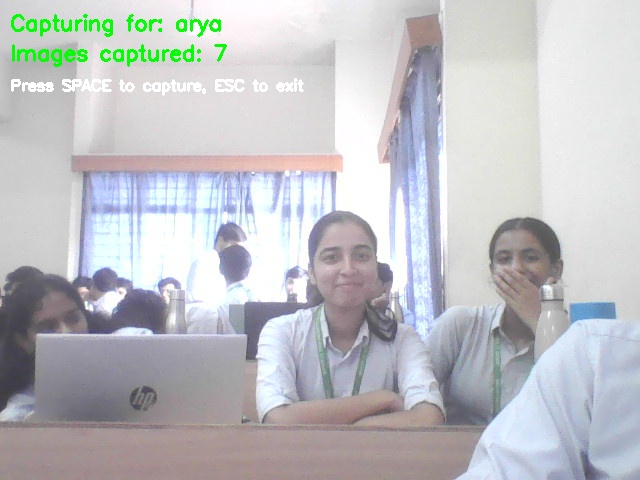 Capturing for: arya
Images captured: 7
Press SPACE to capture, ESC to exit
hp